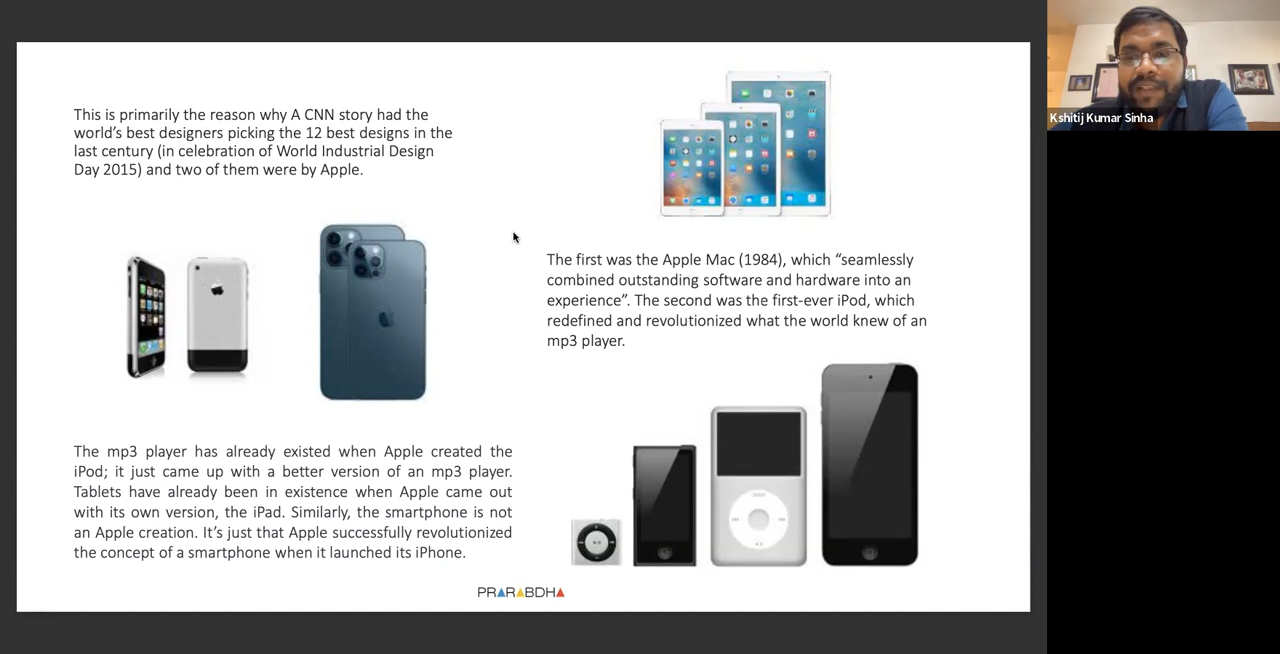 This is primarily the reason why A CNN story had the
world's best designers picking the 12 best designs in the
last century (in celebration of World Industrial Design
Day 2015) and two of them were by Apple.
The first was the Apple Mac (1984), which “seamlessly
combined outstanding software and hardware into an
experience”. The second was the first-ever iPod, which
redefined and revolutionized what the world knew of an
mp3 player.
The mp3 player has already existed when Apple created the
iPod; it just came up with a better version of an mp3 player.
Tablets have already been in existence when Apple came out
with its own version, the iPad. Similarly, the smartphone is not
an Apple creation. It's just that Apple successfully revolutionized
the concept of a smartphone when it launched its iPhone.
PRARABDHA
Kshitij Kumar Sinha